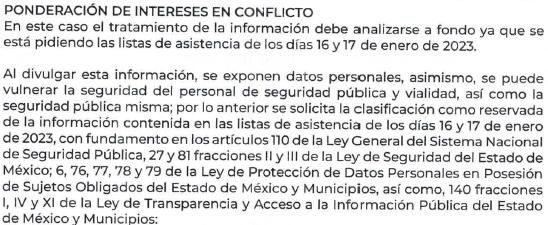 PONDERACIÓN DE INTERESES EN CONFLICTO
En este caso el tratamiento de la información debe analizarse a fondo ya que se
está pidiendo las listas de asistencia de los días 16 y 17 de enero de 2023.
Al divulgar esta información, se exponen datos personales, asimismo, se puede
vulnerar la seguridad del personal de seguridad pública y vialidad, así como la
seguridad pública misma; por lo anterior se solicita la clasificación como reservada
de la información contenida en las listas de asistencia de los días 16 y 17 de enero
de 2023, con fundamento en los artículos 110 de la Ley General del Sistema Nacional
de Seguridad Pública, 27 y 81 fracciones II y III de la Ley de Seguridad del Estado de
México; 6, 76, 77, 78 y 79 de la Ley de Protección de Datos Personales en Posesión
de Sujetos Obligados del Estado de México y Municipios, así como, 140 fracciones
I, IV y XI de la Ley de Transparencia y Acceso a la Información Pública del Estado
de México y Municipios: